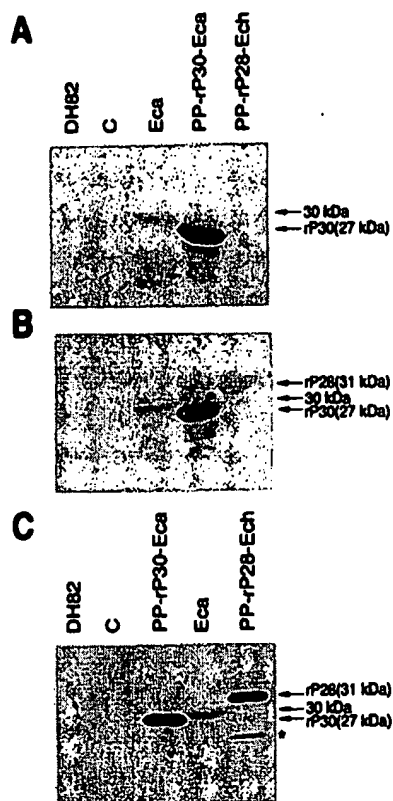 A
DH82
C
Eca
PP-rP30-Eca
PP-rP28-Ech
30 kDa
rP30(27 kDa)
B
rP28(31 kDa)
30 kDa
rP30(27 kDa)
C
DH82
C
PP-rP30-Eca
Eca
PP-rP28-Ech
rP28(31 kDa)
30 kDa
rP30(27 kDa)
*